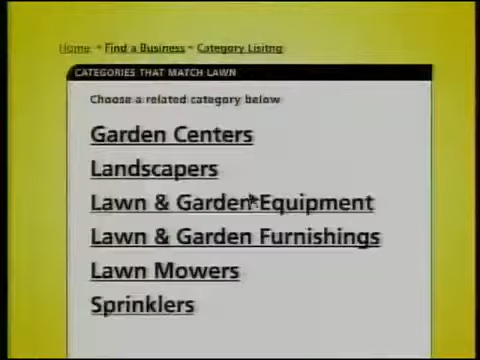 Home • Find a Business • Category Lisitng
CATEGORIES THAT MATCH LAWN
Choose a related category below
Garden Centers
Landscapers
Lawn & Garden Equipment
Lawn & Garden Furnishings
Lawn Mowers
Sprinklers